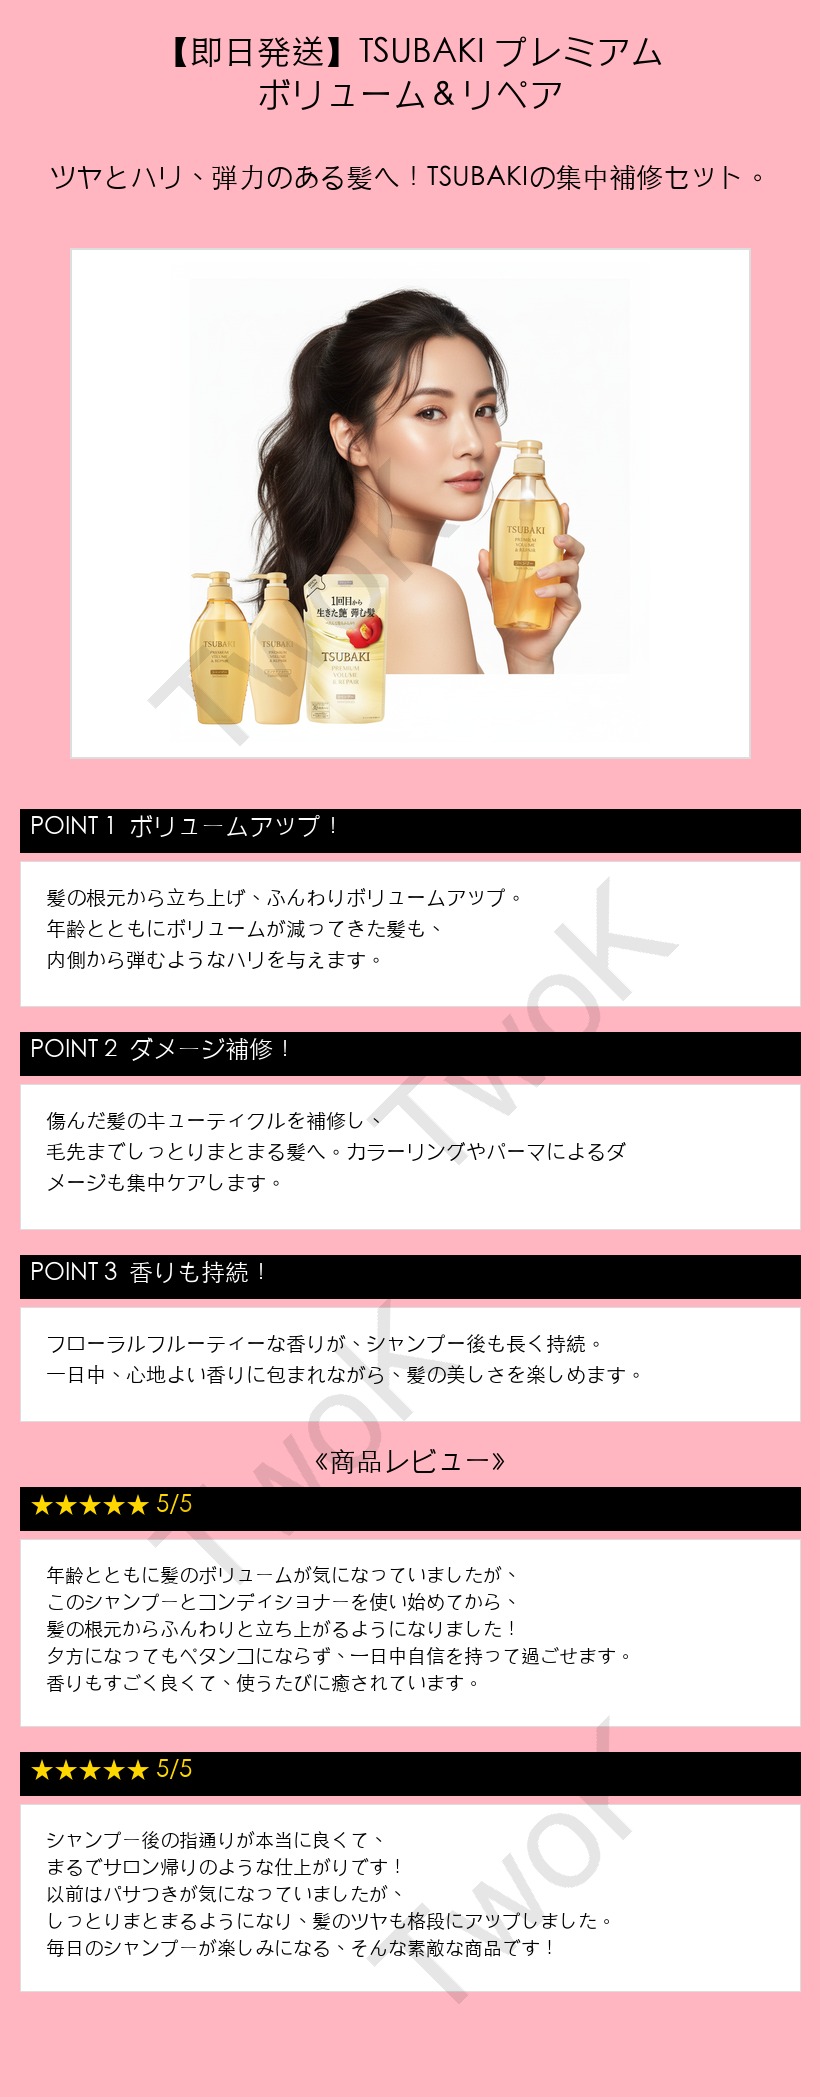 【即日発送】TSUBAKI プレミアム
ボリューム＆リペア
ツヤとハリ、弾力のある髪へ！TSUBAKIの集中補修セット。
TSUBAKI
PREMIUM
VOLUME
& REPAIR
TSUBAKI
PREMIUM
VOLUME
& REPAIR
TSUBAKI
PREMIUM
VOLUME
& REPAIR
1回目から
生きた艶 弾む髪
TSUBAKI
PREMIUM
VOLUME
& REPAIR
TwoK
POINT 1 ボリュームアップ！
髪の根元から立ち上げ、ふんわりボリュームアップ。
年齢とともにボリュームが減ってきた髪も、
内側から弾むようなハリを与えます。
TwoK
POINT 2 ダメージ補修！
傷んだ髪のキューティクルを補修し、
毛先までしっとりまとまる髪へ。カラーリングやパーマによるダ
メージも集中ケアします。
POINT 3 香りも持続！
フローラルフルーティーな香りが、シャンプー後も長く持続。
一日中、心地よい香りに包まれながら、髪の美しさを楽しめます。
TwoK
《商品レビュー》
★★★★★ 5/5
年齢とともに髪のボリュームが気になっていましたが、
このシャンプーとコンディショナーを使い始めてから、
髪の根元からふんわりと立ち上がるようになりました！
夕方になってもペタンコにならず、一日中自信を持って過ごせます。
香りもすごく良くて、使うたびに癒されています。
★★★★★ 5/5
シャンプー後の指通りが本当に良くて、
まるでサロン帰りのような仕上がりです！
以前はパサつきが気になっていましたが、
しっとりまとまるようになり、髪のツヤも格段にアップしました。
毎日のシャンプーが楽しみになる、そんな素敵な商品です！
TwoK